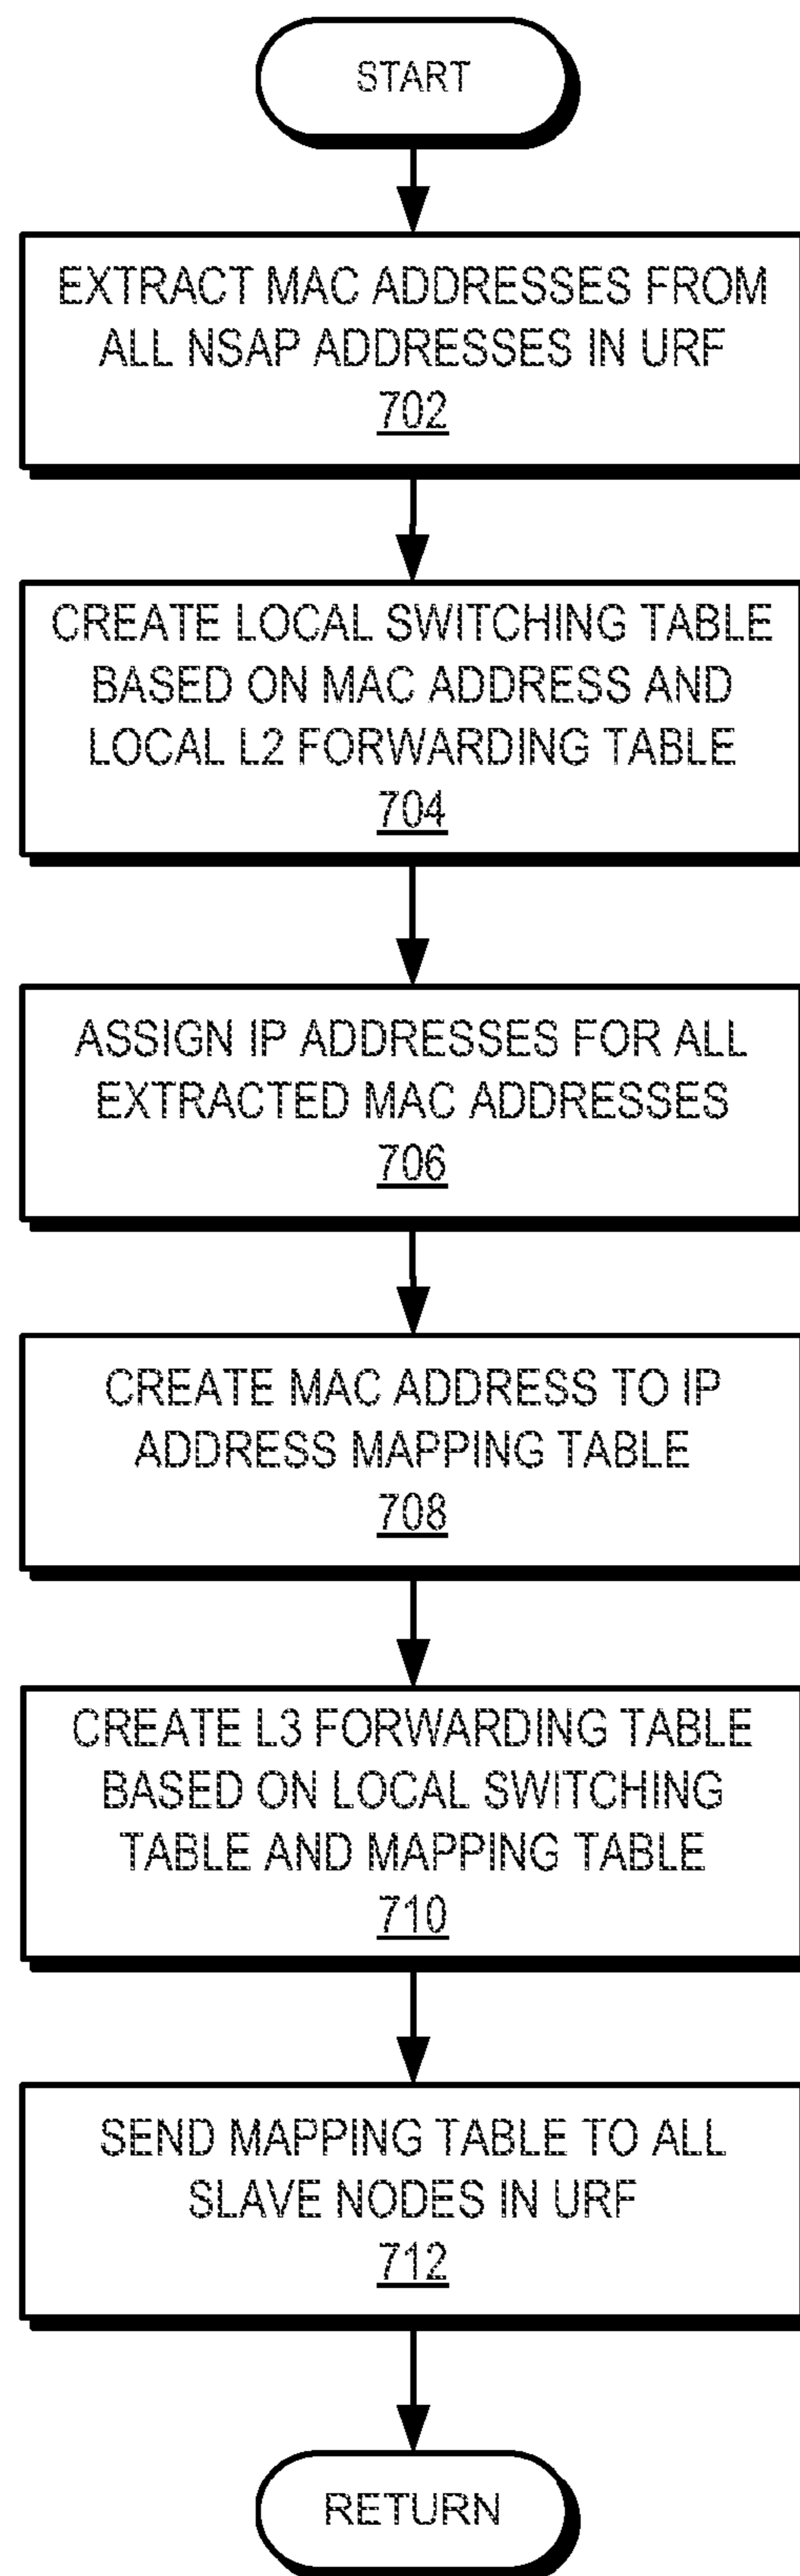 START
EXTRACT MAC ADDRESSES FROM
ALL NSAP ADDRESSES IN URF
702
CREATE LOCAL SWITCHING TABLE
BASED ON MAC ADDRESS AND
LOCAL L2 FORWARDING TABLE
704
ASSIGN IP ADDRESSES FOR ALL
EXTRACTED MAC ADDRESSES
706
CREATE MAC ADDRESS TO IP
ADDRESS MAPPING TABLE
708
CREATE L3 FORWARDING TABLE
BASED ON LOCAL SWITCHING
TABLE AND MAPPING TABLE
710
SEND MAPPING TABLE TO ALL
SLAVE NODES IN URF
712
RETURN